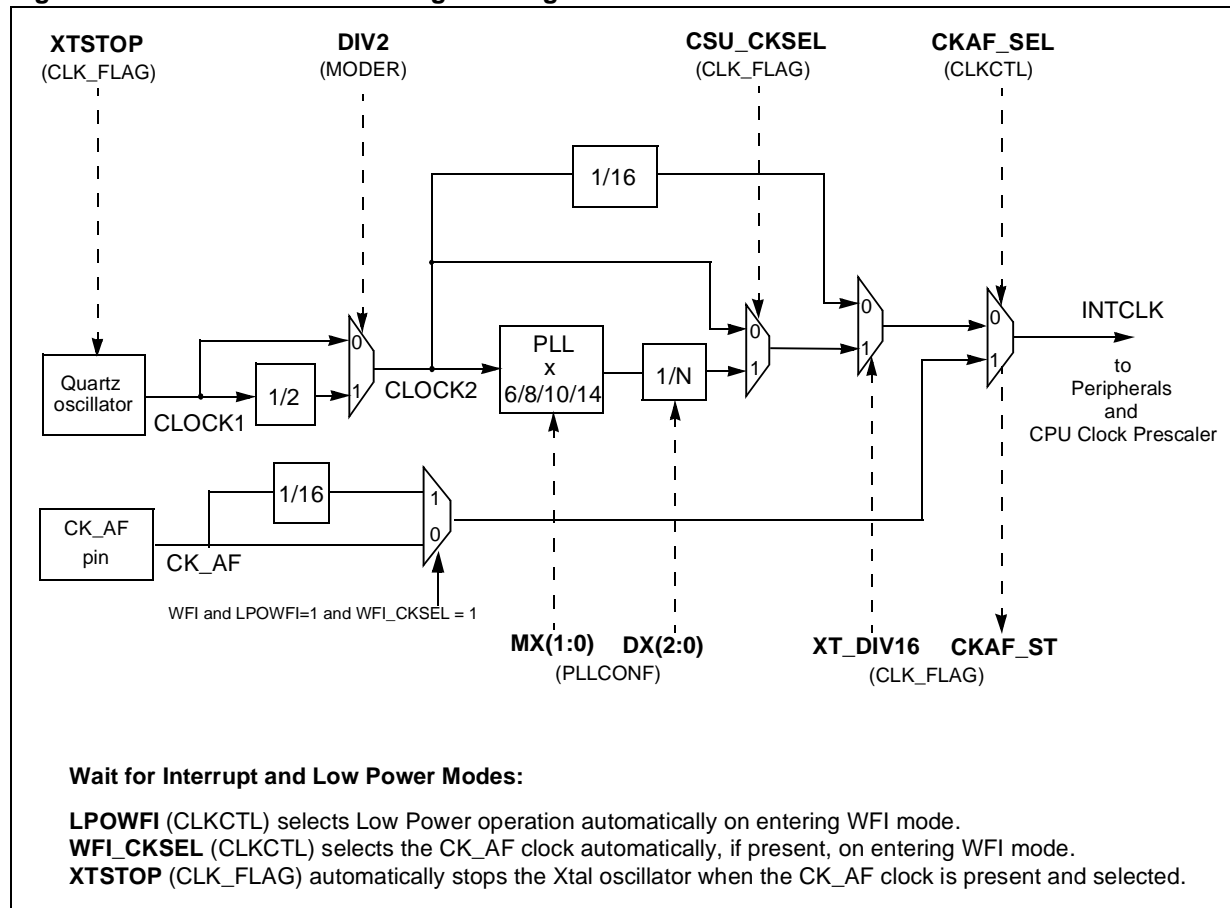 XTSTOP
(CLK_FLAG)
DIV2
(MODER)
CSU_CKSEL
(CLK_FLAG)
CKAF_SEL
(CLKCTL)
1/16
Quartz
oscillator
CLOCK1
1/2
0
1
CLOCK2
PLL
x
6/8/10/14
1/N
0
1
0
1
0
1
INTCLK
to
Peripherals
and
CPU Clock Prescaler
CK_AF
pin
CK_AF
1/16
1
0
WFI and LPOWFI=1 and WFI_CKSEL = 1
MX(1:0) DX(2:0)
(PLLCONF)
XT_DIV16 CKAF_ST
(CLK_FLAG)
Wait for Interrupt and Low Power Modes:
LPOWFI (CLKCTL) selects Low Power operation automatically on entering WFI mode.
WFI_CKSEL (CLKCTL) selects the CK_AF clock automatically, if present, on entering WFI mode.
XTSTOP (CLK_FLAG) automatically stops the Xtal oscillator when the CK_AF clock is present and selected.